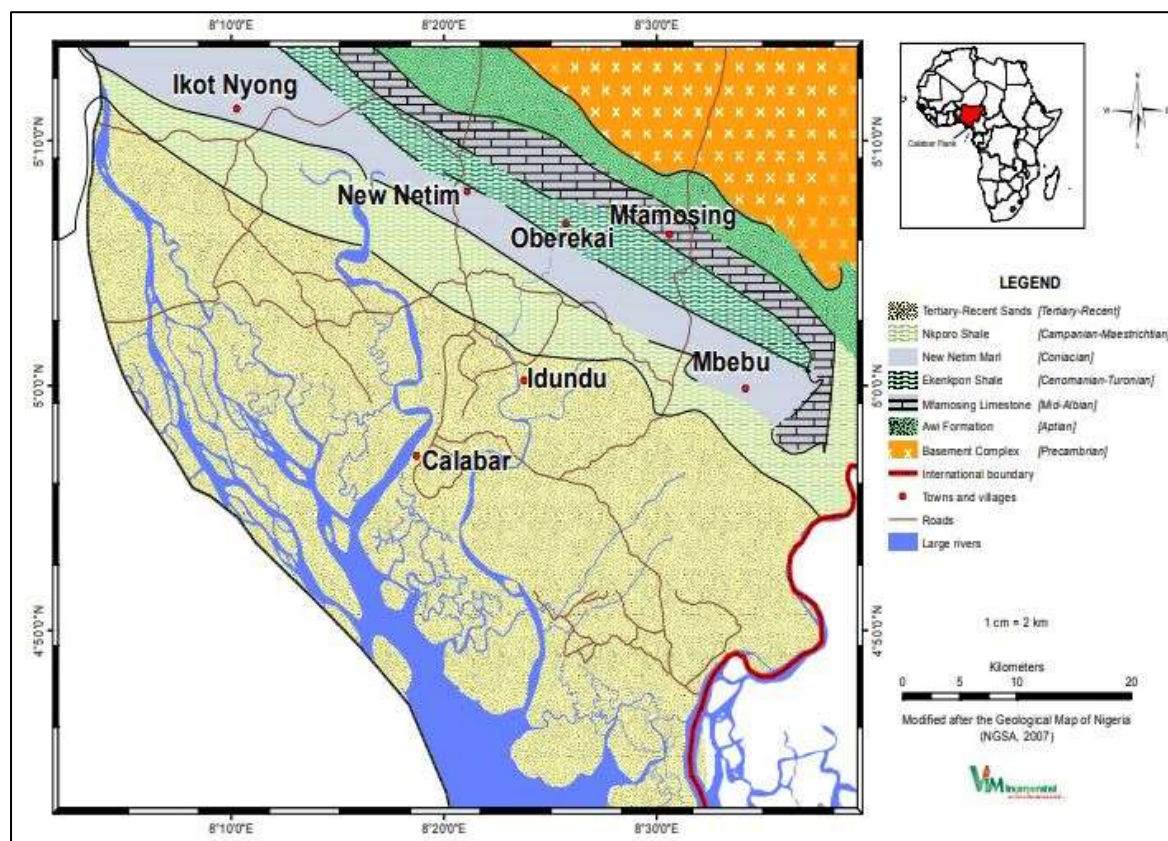 8°10'0"E 8°20'0"E 8°30'0"E
5°10'0"N 5°10'0"N
5°0'0"N 5°0'0"N
4°50'0"N 4°50'0"N
Ikot Nyong
New Netim
Mfamosing
Oberekai
Mbebu
Idundu
Calabar
8°10'0"E 8°20'0"E 8°30'0"E
Calabar Flank
N
W E
LEGEND
Tertiary-Recent Sands [Tertiary-Recent]
Nkporo Shale [Campanian-Maestrichtian]
New Netim Marl [Coniacian]
Ekenkpon Shale [Cenomanian-Turonian]
Mfamosing Limestone [Mid-Albian]
Awi Formation [Aptian]
Basement Complex [Precambrian]
International boundary
Towns and villages
Roads
Large rivers
1 cm = 2 km
Kilometers
0 5 10 20
Modified after the Geological Map of Nigeria
(NGSA, 2007)
ViM Incorporated